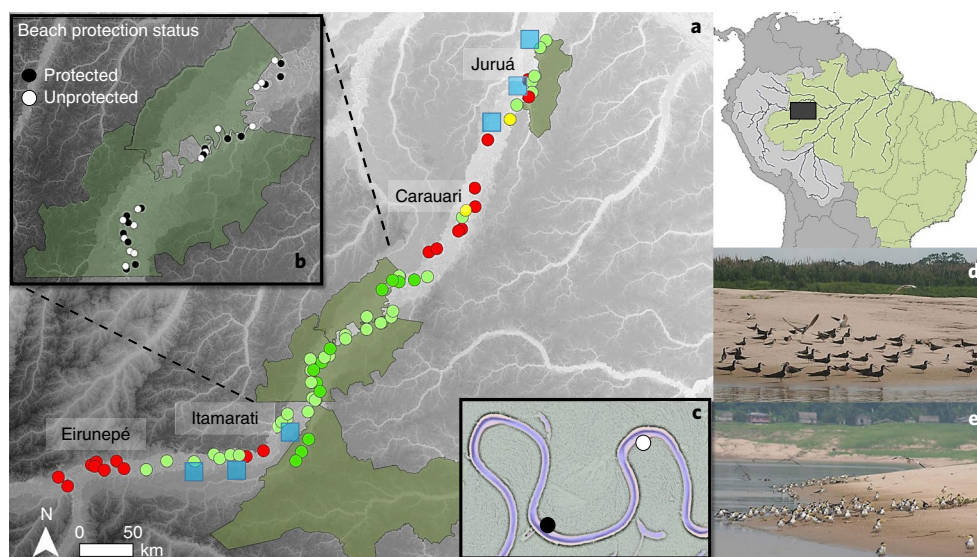 Beach protection status
Protected
Unprotected
b
a
Juruá
Carauari
Itamarati
Eirunepé
N
0
50
km
c
d
e